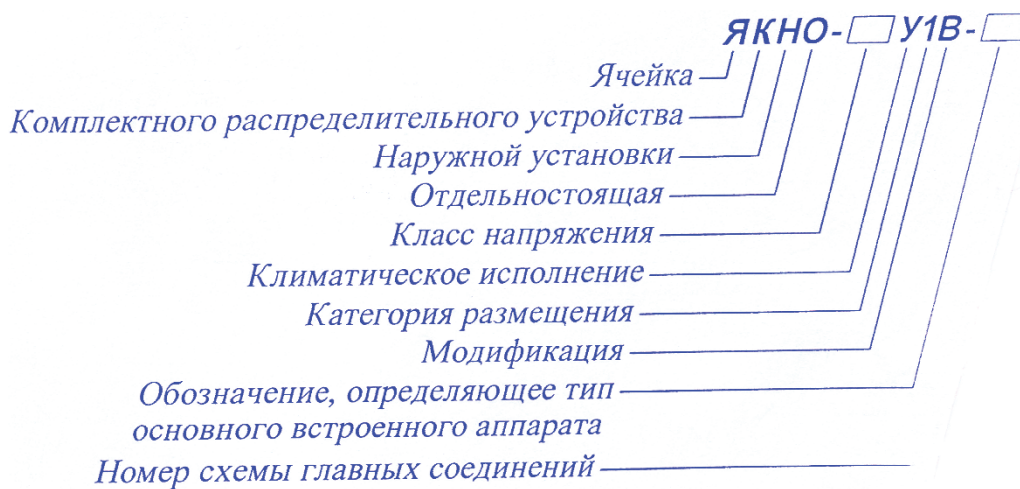 ЯКНО-□ У1В-□
Ячейка
Комплектного распределительного устройства
Наружной установки
Отдельностоящая
Класс напряжения
Климатическое исполнение
Категория размещения
Модификация
Обозначение, определяющее тип
основного встроенного аппарата
Номер схемы главных соединений